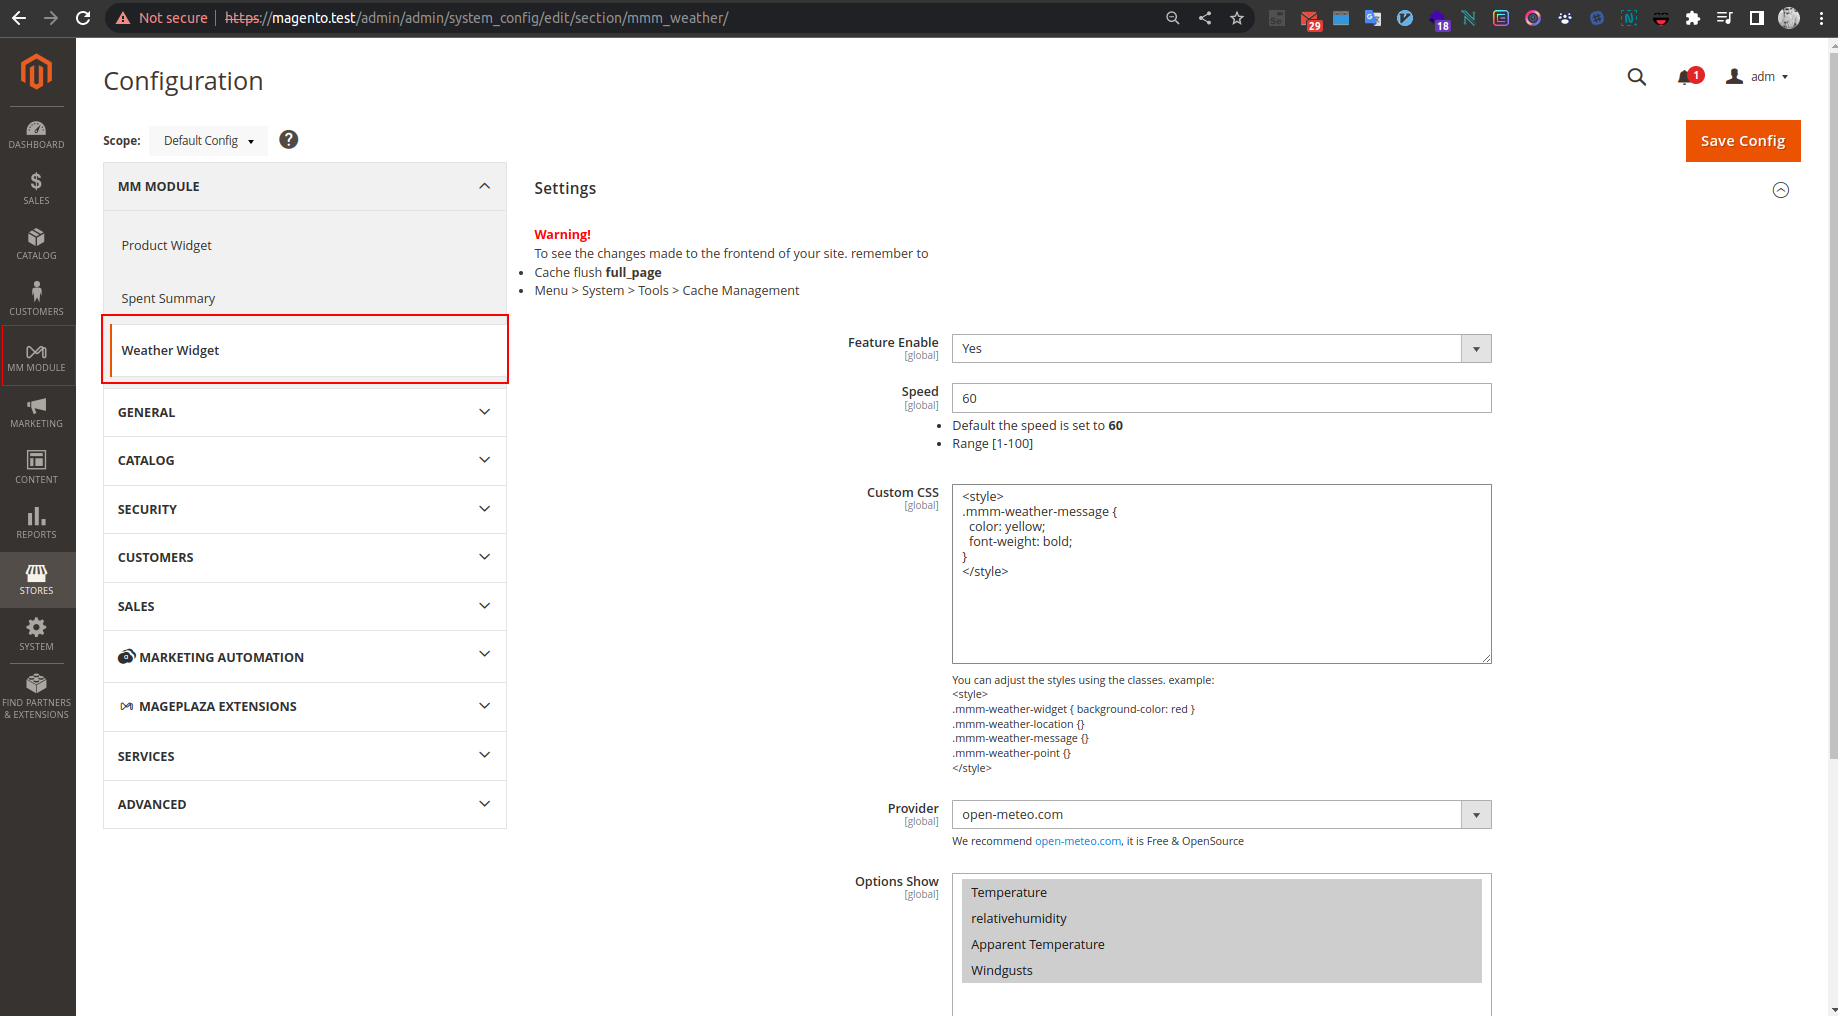 Not secure | https://magento.test/admin/admin/system_config/edit/section/mmm_weather/
29
18
Configuration
1
adm
Scope:
Default Config
?
Save Config
DASHBOARD
SALES
CATALOG
CUSTOMERS
MM MODULE
MARKETING
CONTENT
REPORTS
STORES
SYSTEM
FIND PARTNERS
& EXTENSIONS
MM MODULE
Product Widget
Spent Summary
Weather Widget
GENERAL
CATALOG
SECURITY
CUSTOMERS
SALES
MARKETING AUTOMATION
MAGEPLAZA EXTENSIONS
SERVICES
ADVANCED
Settings
Warning!
To see the changes made to the frontend of your site. remember to
• Cache flush full_page
• Menu > System > Tools > Cache Management
Feature Enable
[global]
Yes
Speed
[global]
60
• Default the speed is set to 60
• Range [1-100]
Custom CSS
[global]
<style>
.mmm-weather-message {
color: yellow;
font-weight: bold;
}
</style>
You can adjust the styles using the classes. example:
<style>
.mmm-weather-widget { background-color: red }
.mmm-weather-location {}
.mmm-weather-message {}
.mmm-weather-point {}
</style>
Provider
[global]
open-meteo.com
We recommend open-meteo.com, it is Free & OpenSource
Options Show
[global]
Temperature
relativehumidity
Apparent Temperature
Windgusts